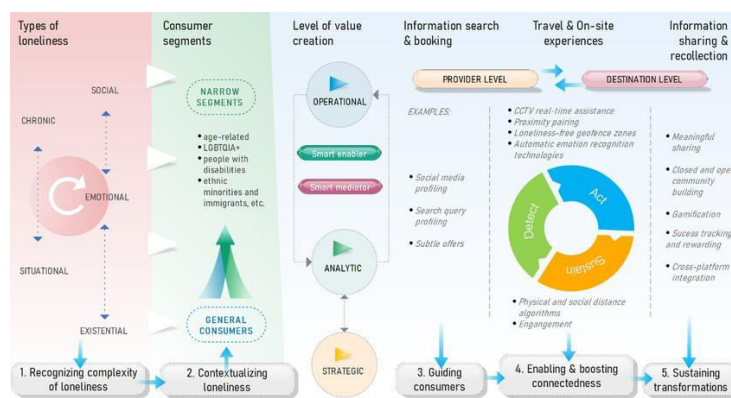 Types of
loneliness
Consumer
segments
Level of value
creation
Information search
& booking
Travel & On-site
experiences
Information
sharing &
recollection
SOCIAL
CHRONIC
EMOTIONAL
SITUATIONAL
EXISTENTIAL
NARROW
SEGMENTS
• age-related
• LGBTQIA+
• people with
disabilities
• ethnic
minorities and
immigrants, etc.
GENERAL
CONSUMERS
OPERATIONAL
Smart enabler
Smart mediator
ANALYTIC
STRATEGIC
PROVIDER LEVEL
DESTINATION LEVEL
EXAMPLES:
• Social media
profiling
• Search query
profiling
• Subtle offers
• CCTV real-time assistance
• Proximity pairing
• Loneliness-free geofence zones
• Automatic emotion recognition
technologies
Detect
Act
Sustain
• Physical and social distance
algorithms
• Engangement
• Meaningful
sharing
• Closed and ope
community
building
• Gamification
• Sucess tracking
and rewarding
• Cross-platform
integration
1. Recognizing complexity
of loneliness
2. Contextualizing
loneliness
3. Guiding
consumers
4. Enabling & boosting
connectedness
5. Sustaining
transformations